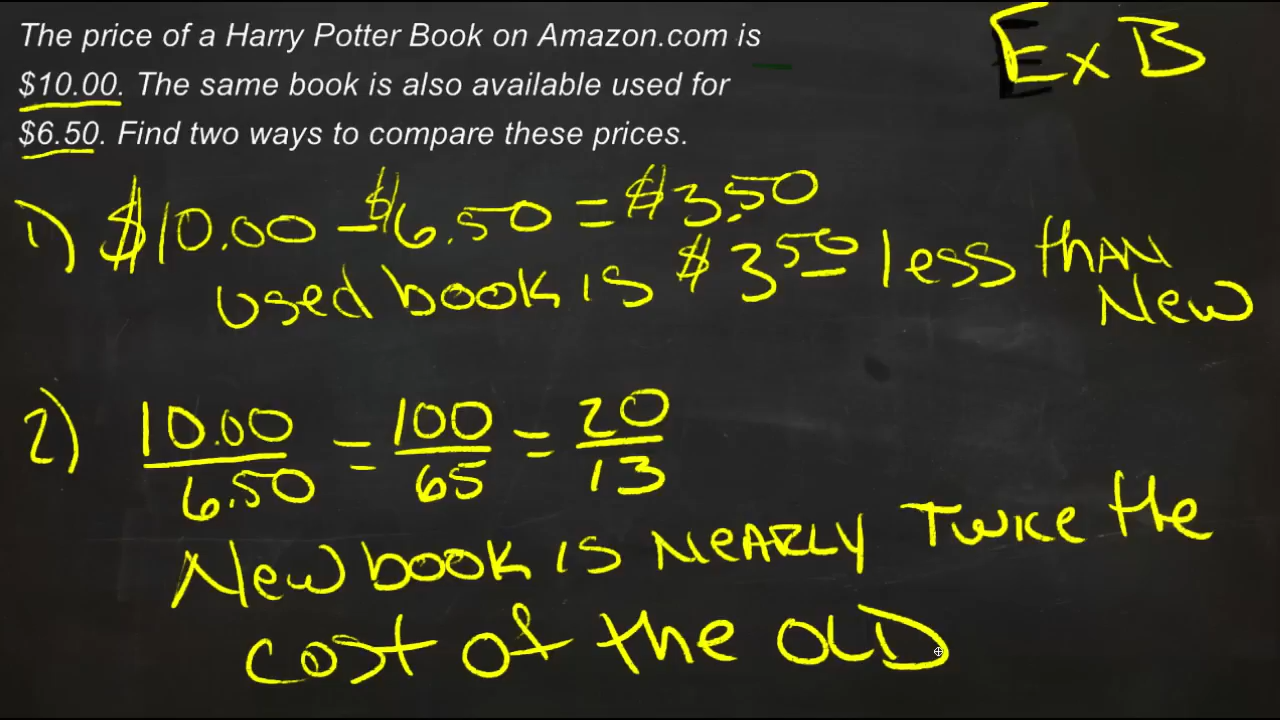 The price of a Harry Potter Book on Amazon.com is
$10.00. The same book is also available used for
$6.50. Find two ways to compare these prices.
Ex B
1) $10.00 - $6.50 = $3.50
used book is $3.50 less than
New
2) 10.00/6.50 = 100/65 = 20/13
New book is Nearly Twice the
cost of the OLD